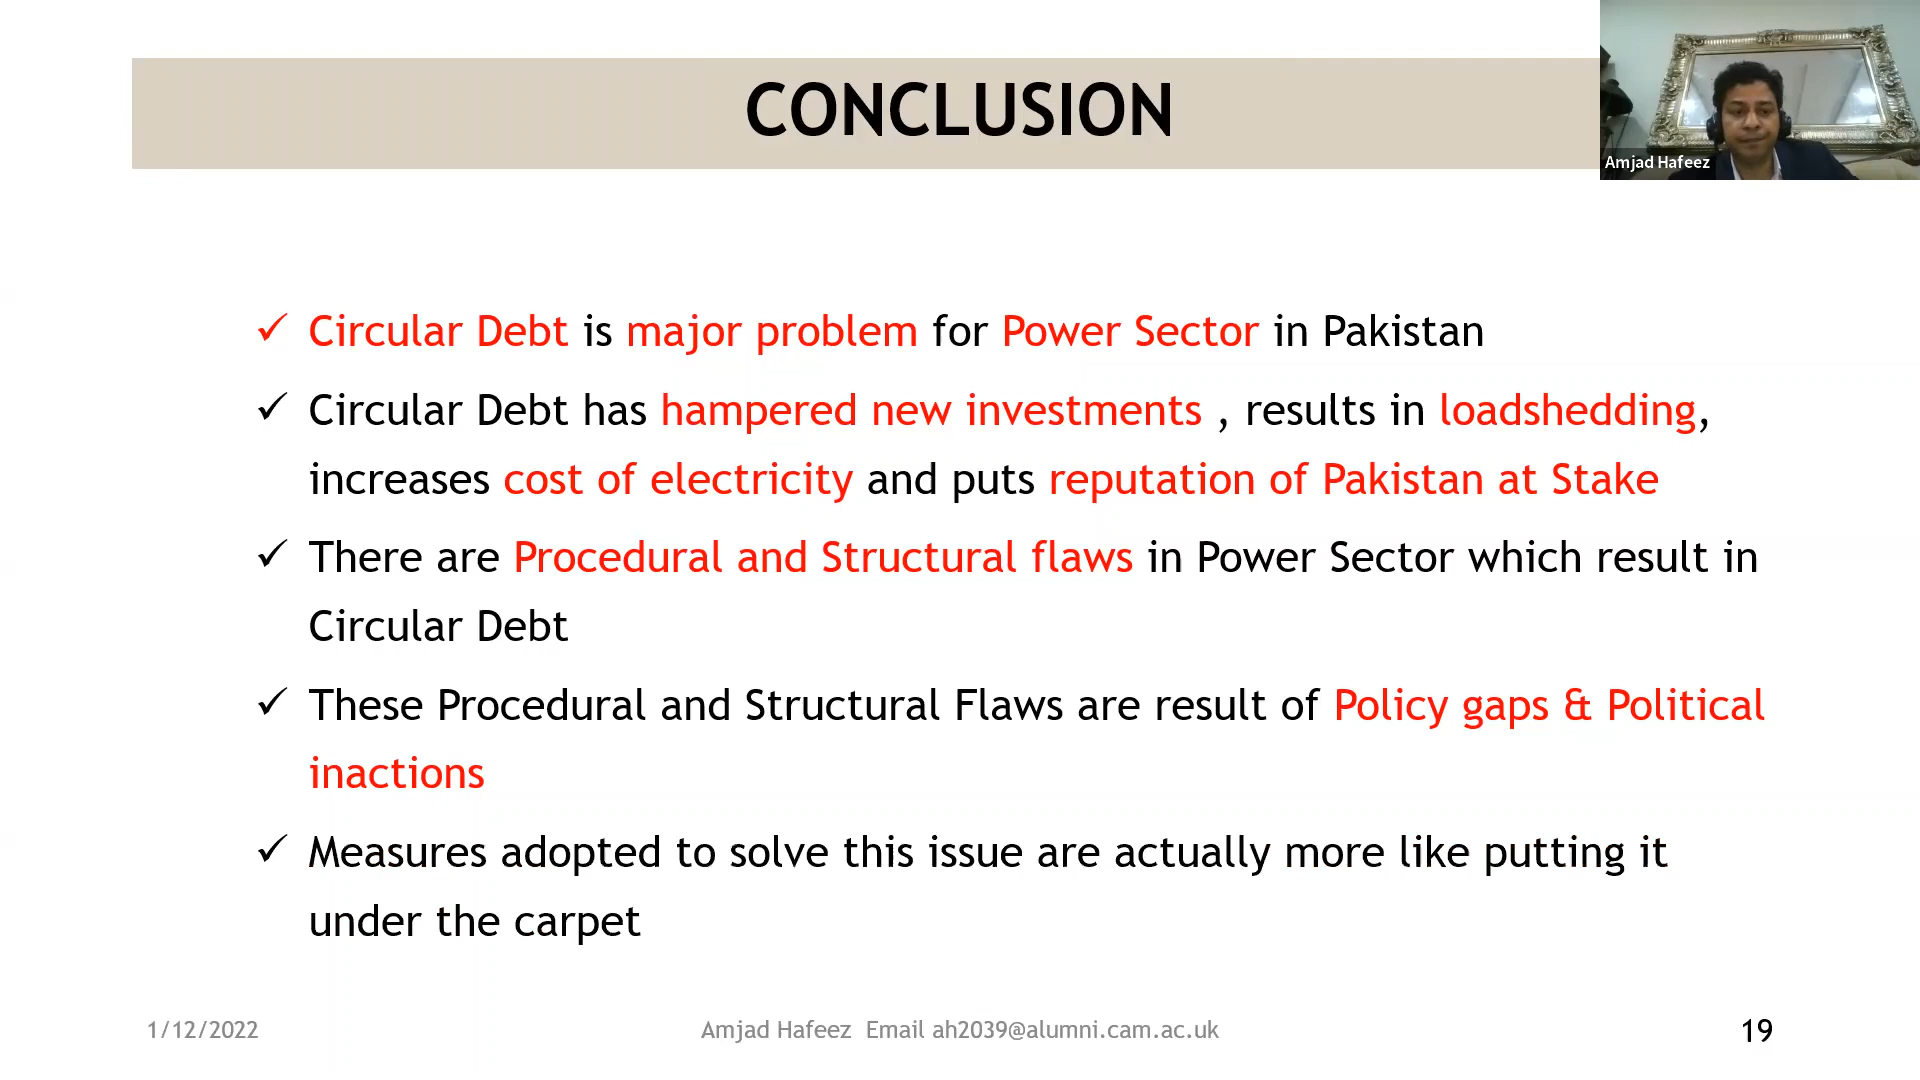 CONCLUSION
Amjad Hafeez
✓ Circular Debt is major problem for Power Sector in Pakistan
✓ Circular Debt has hampered new investments , results in loadshedding,
increases cost of electricity and puts reputation of Pakistan at Stake
✓ There are Procedural and Structural flaws in Power Sector which result in
Circular Debt
✓ These Procedural and Structural Flaws are result of Policy gaps & Political
inactions
✓ Measures adopted to solve this issue are actually more like putting it
under the carpet
1/12/2022
Amjad Hafeez Email ah2039@alumni.cam.ac.uk
19